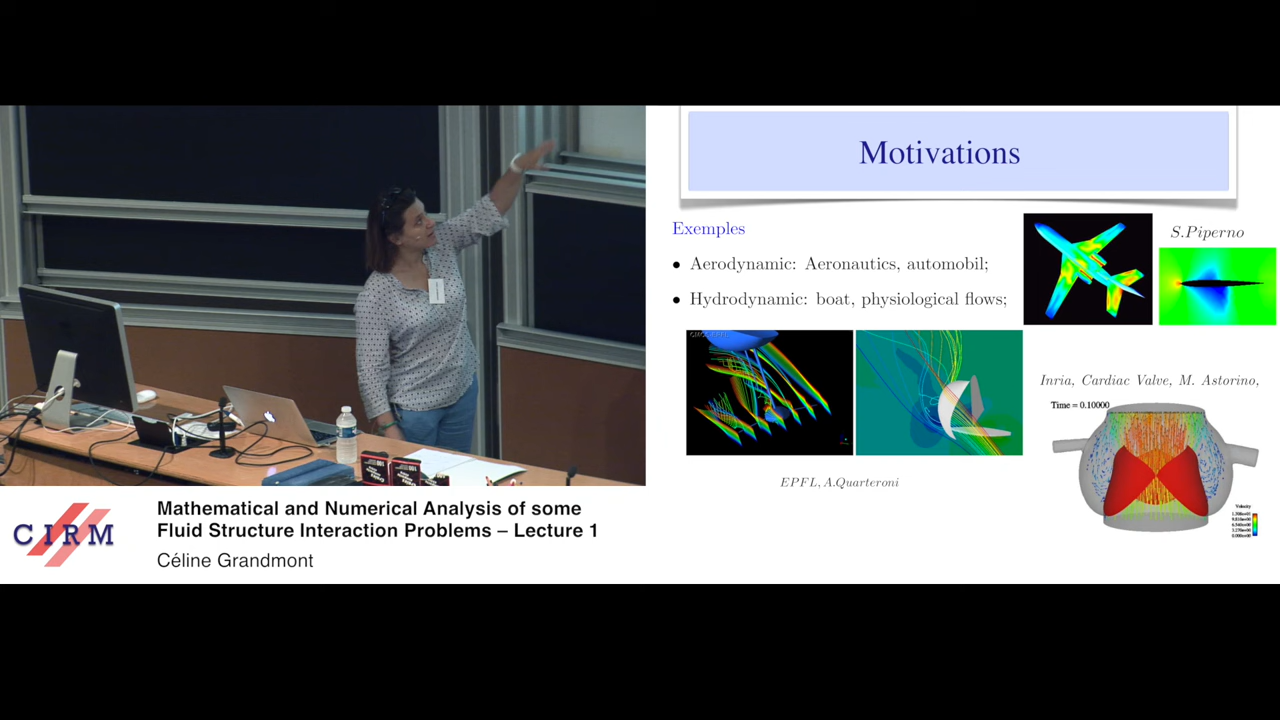 Motivations
Exemples
S.Piperno
• Aerodynamic: Aeronautics, automobil;
• Hydrodynamic: boat, physiological flows;
Inria, Cardiac Valve, M. Astorino,
Time = 0.10000
EPFL, A.Quarteroni
Velocity
CIRM
Mathematical and Numerical Analysis of some
Fluid Structure Interaction Problems – Lecture 1
Céline Grandmont